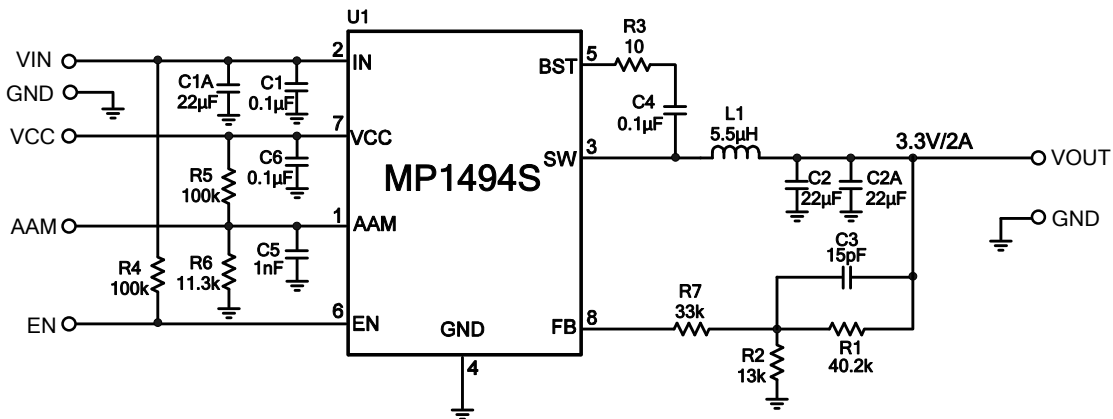 U1
VIN
2
IN
GND
C1A
22µF
C1
0.1µF
VCC
7
VCC
R5
100k
C6
0.1µF
AAM
1
AAM
R4
100k
R6
11.3k
C5
1nF
EN
6
EN
MP1494S
GND
4
BST
5
R3
10
C4
0.1µF
SW
3
L1
5.5µH
3.3V/2A
VOUT
C2
22µF
C2A
22µF
GND
C3
15pF
FB
8
R7
33k
R2
13k
R1
40.2k